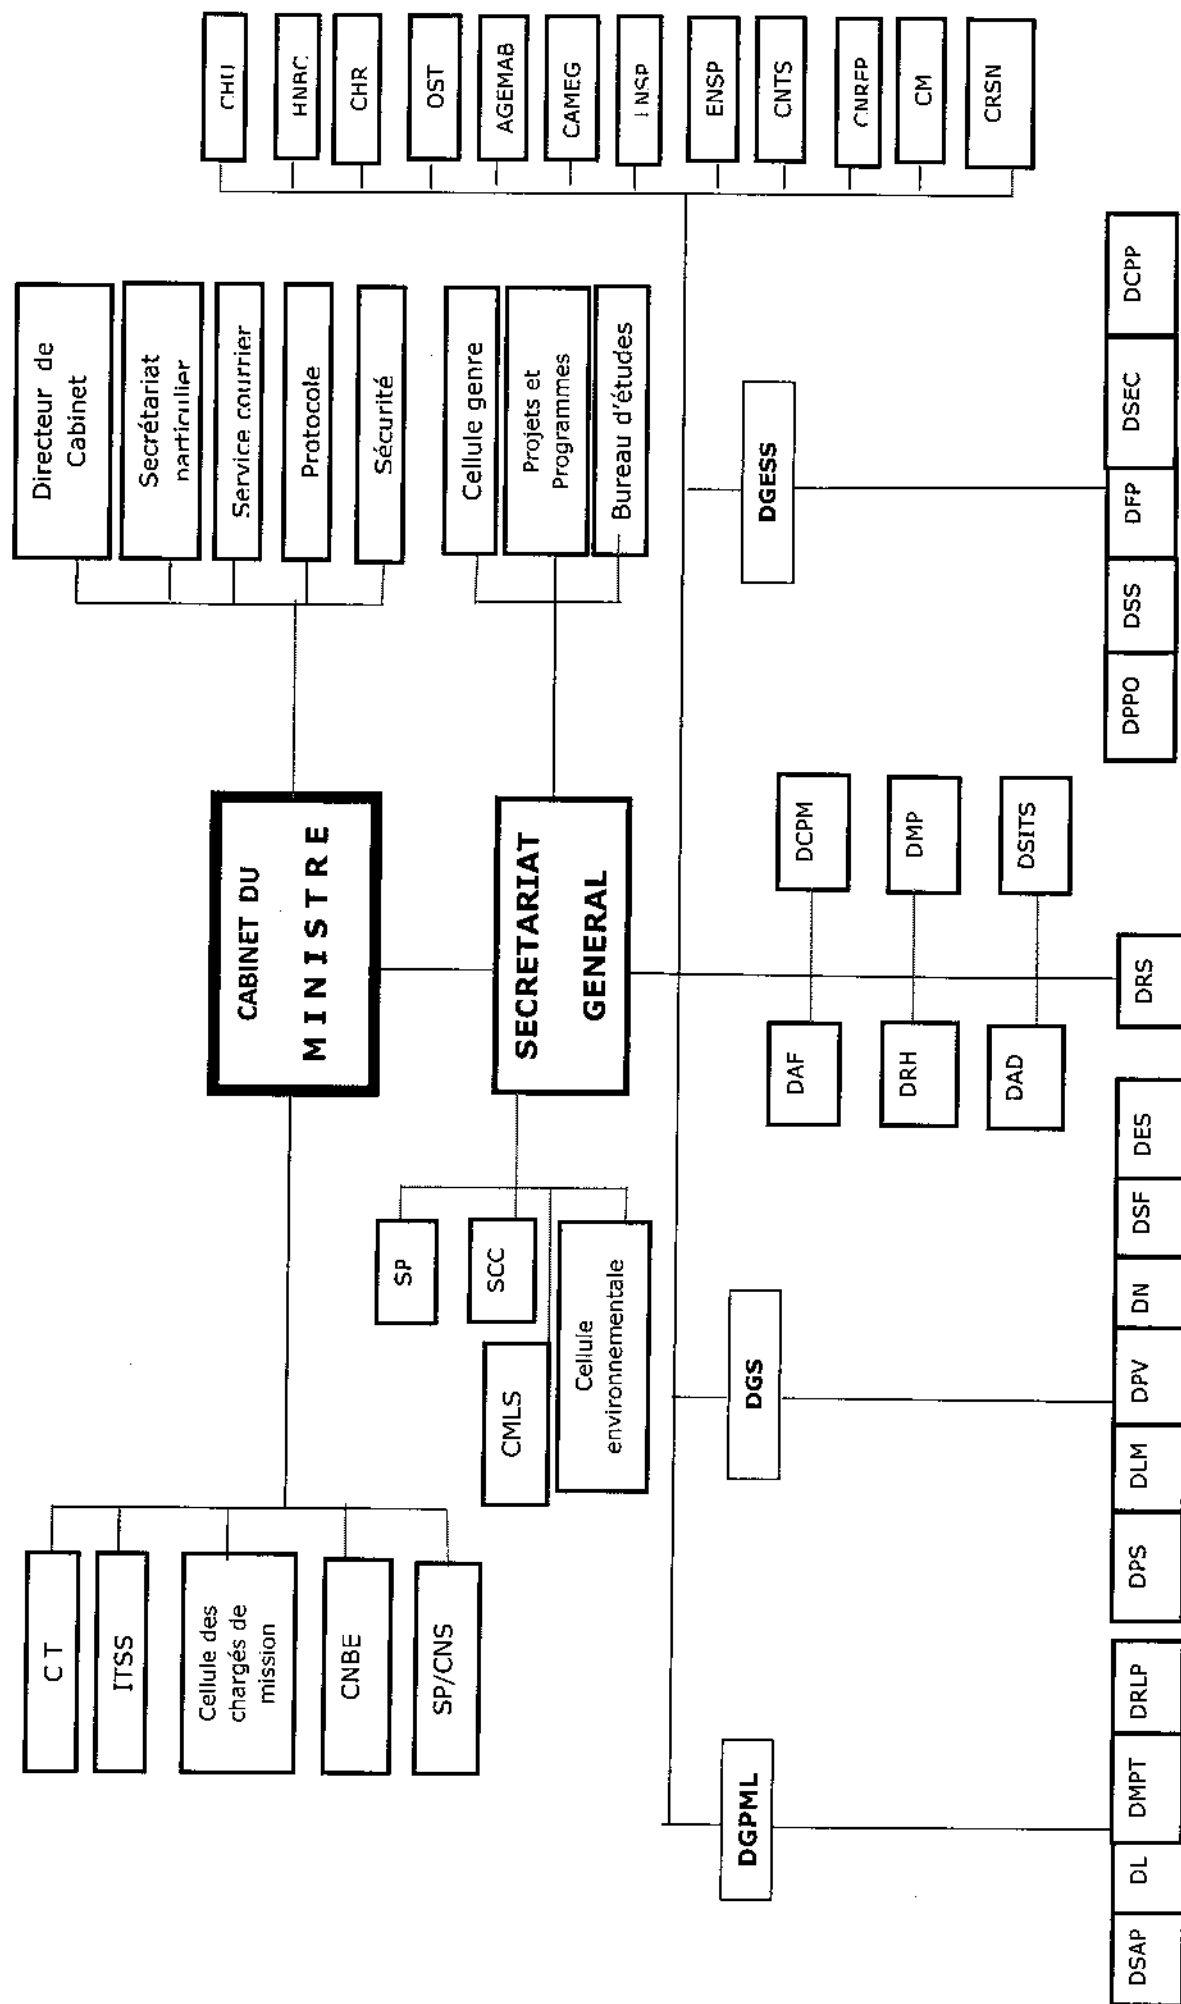 C T
ITSS
Cellule des
chargés de
mission
CNBE
SP/CNS
CABINET DU
MINISTRE
Directeur de
Cabinet
Secrétariat
particulier
Service courrier
Protocole
Sécurité
SP
SCC
CMLS
Cellule
environnementale
SECRETARIAT
GENERAL
Cellule genre
Projets et
Programmes
Bureau d'études
CHU
HNBC
CHR
OST
AGEMAB
CAMEG
LNSP
ENSP
CNTS
CNRFP
CM
CRSN
DGPML
DGS
DGESS
DAF
DCPM
DRH
DMP
DAD
DSITS
DSAP
DL
DMPT
DRLP
DPS
DLM
DPV
DN
DSF
DES
DRS
DPPO
DSS
DFP
DSEC
DCPP